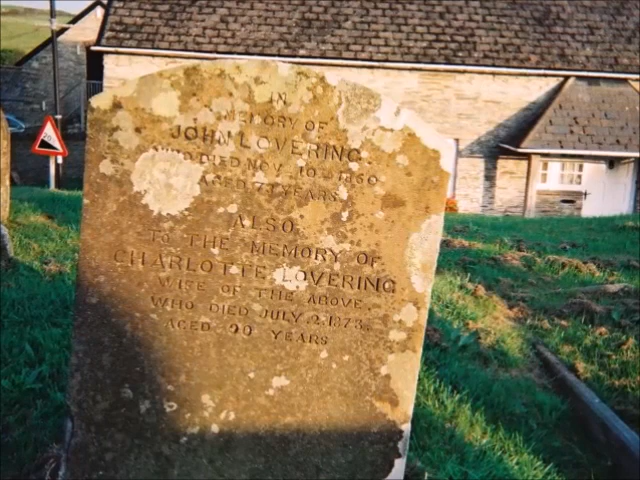 IN
MEMORY OF
JOHN LOVERING
WHO DIED NOV. 10. 1860
AGED 77 YEARS.
ALSO
TO THE MEMORY OF
CHARLOTTE LOVERING
WIFE OF THE ABOVE.
WHO DIED JULY 2. 1873.
AGED 90 YEARS